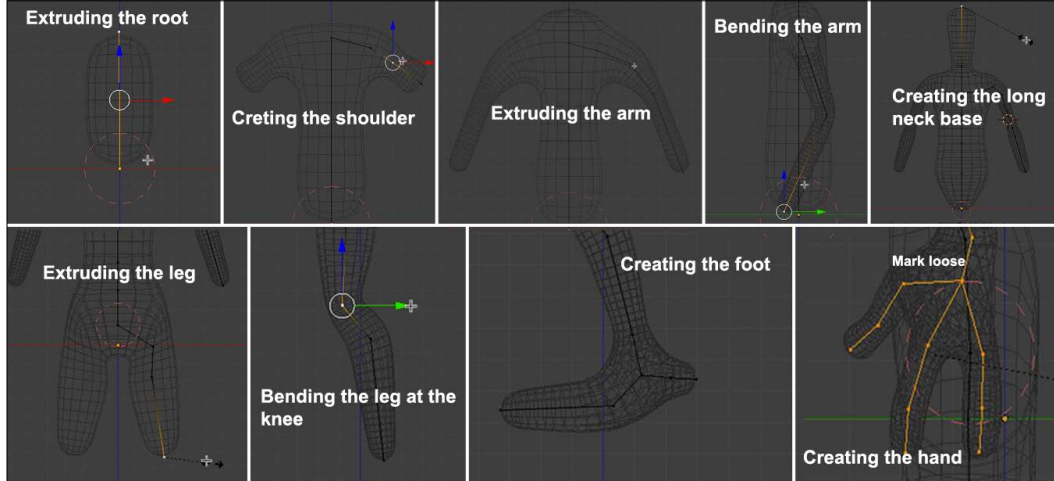 Extruding the root
Creting the shoulder
Extruding the arm
Bending the arm
Creating the long
neck base
Extruding the leg
Bending the leg at the
knee
Creating the foot
Mark loose
Creating the hand